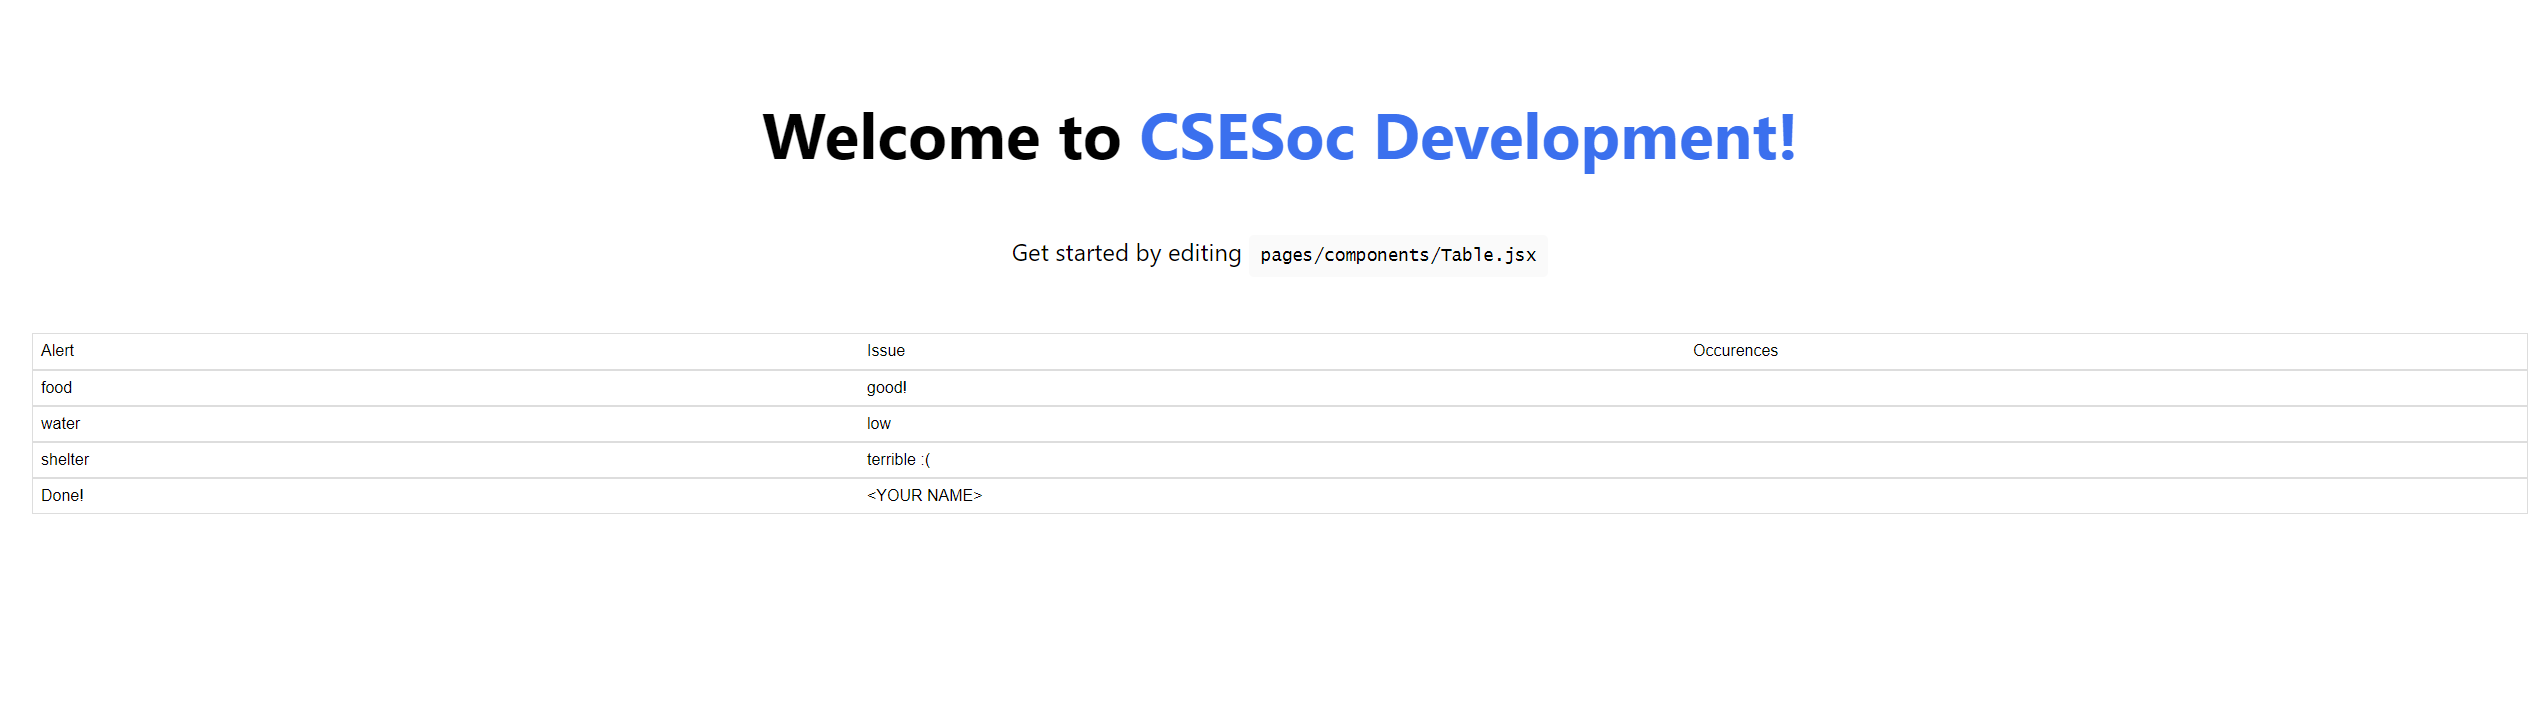 Welcome to CSESoc Development!
Get started by editing pages/components/Table.jsx
Alert Issue Occurences
food good!
water low
shelter terrible :(
Done! <YOUR NAME>